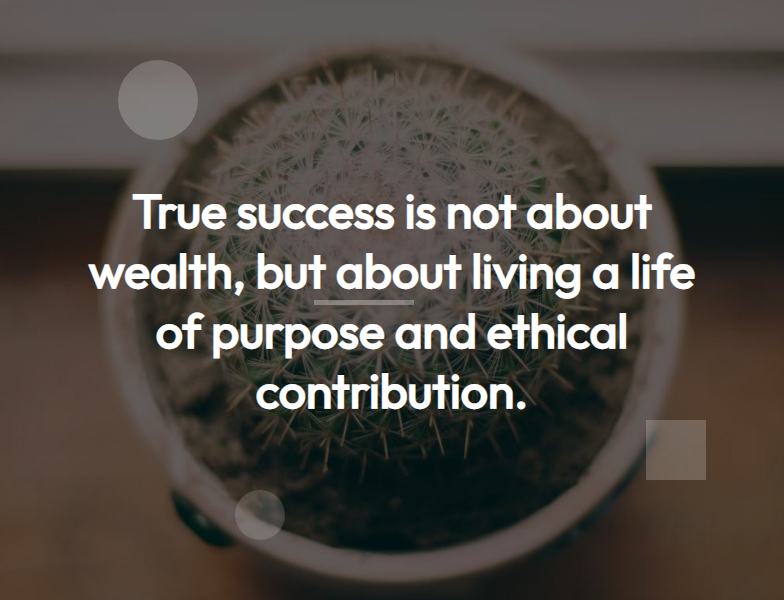 True success is not about
wealth, but about living a life
of purpose and ethical
contribution.